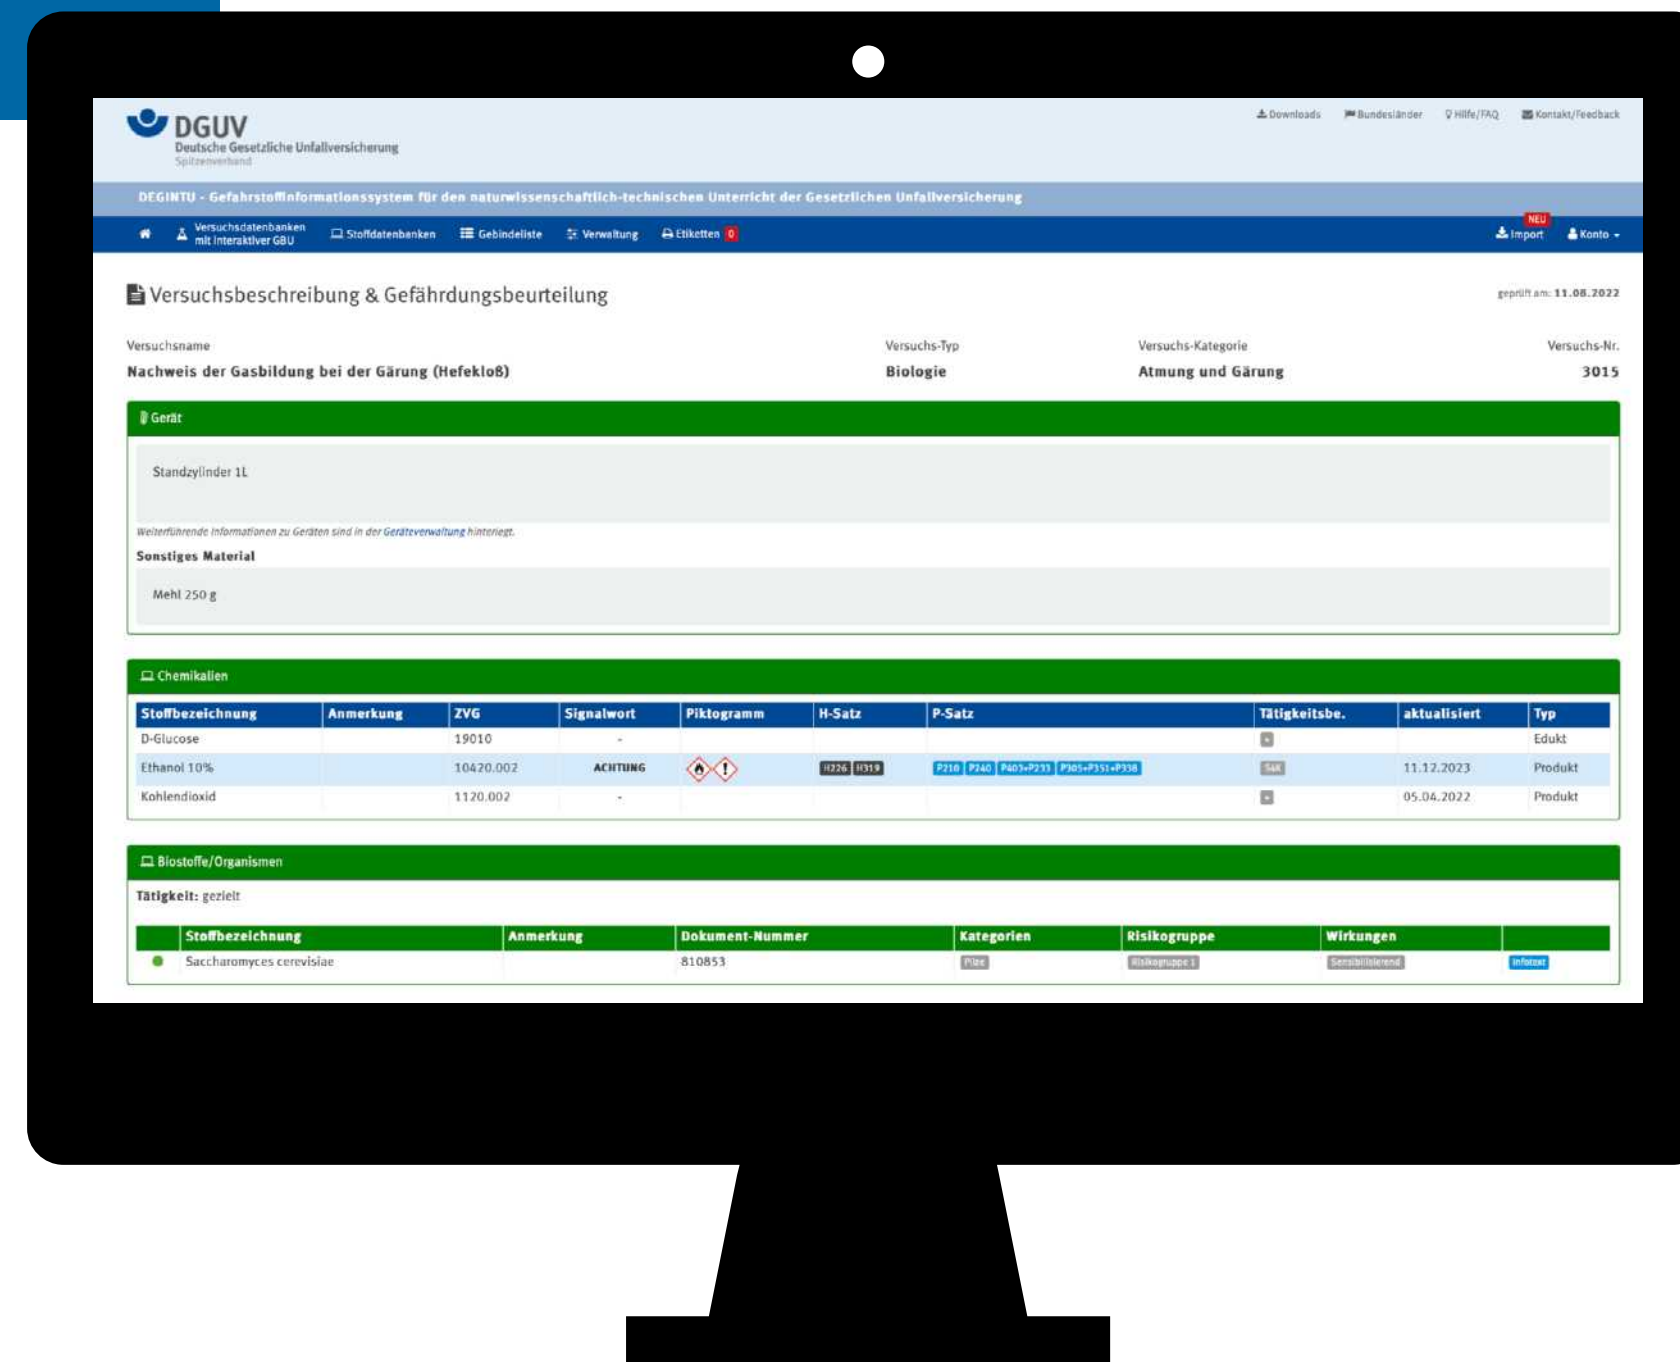 DGUV
Deutsche Gesetzliche Unfallversicherung
Spitzenverband
Downloads Bundesländer Hilfe/FAQ Kontakt/Feedback
DEGINTU - Gefahrstoffinformationssystem für den naturwissenschaftlich-technischen Unterricht der Gesetzlichen Unfallversicherung
Versuchsdatenbanken mit interaktiver GBU Stoffdatenbanken Gebindeliste Verwaltung Etiketten 0 NEU Import Konto
Versuchsbeschreibung & Gefährdungsbeurteilung geprüft am: 11.08.2022
Versuchsname Versuchs-Typ Versuchs-Kategorie Versuchs-Nr.
Nachweis der Gasbildung bei der Gärung (Hefekloß) Biologie Atmung und Gärung 3015
Gerät
Standzylinder 1L
Weiterführende Informationen zu Geräten sind in der Geräteverwaltung hinterlegt.
Sonstiges Material
Mehl 250 g
Chemikalien
Stoffbezeichnung Anmerkung ZVG Signalwort Piktogramm H-Satz P-Satz Tätigkeitsbe. aktualisiert Typ
D-Glucose 19010 - - Edukt
Ethanol 10% 10420.002 ACHTUNG H226 H319 P210 P240 P403+P233 P305+P351+P338 S4K 11.12.2023 Produkt
Kohlendioxid 1120.002 - - 05.04.2022 Produkt
Biostoffe/Organismen
Tätigkeit: gezielt
Stoffbezeichnung Anmerkung Dokument-Nummer Kategorien Risikogruppe Wirkungen
Saccharomyces cerevisiae 810853 Pilze Risikogruppe 1 Sensibilisierend Infotext